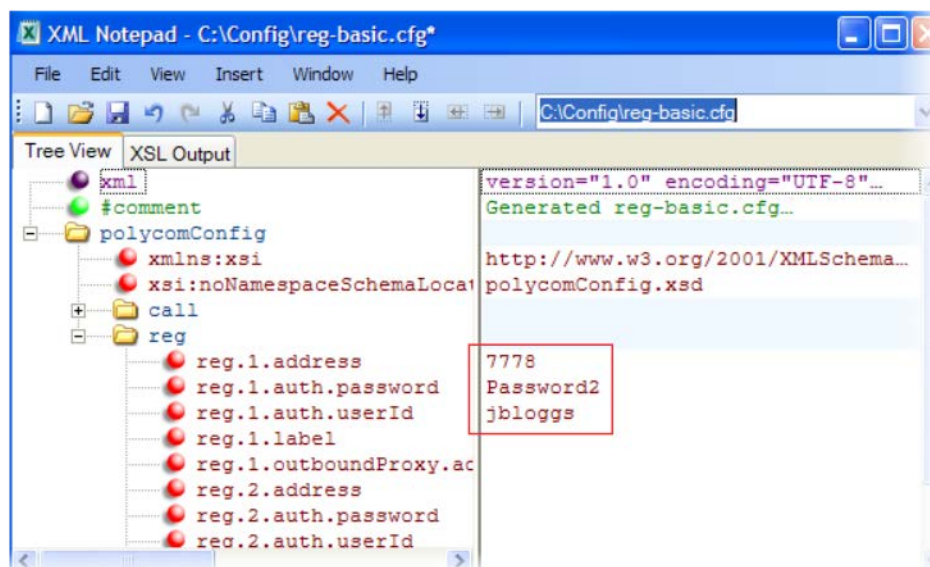 XML Notepad - C:\Config\reg-basic.cfg*
File Edit View Insert Window Help
C:\Config\reg-basic.cfg
Tree View XSL Output
xml version="1.0" encoding="UTF-8"…
#comment Generated reg-basic.cfg…
polycomConfig
xmlns:xsi http://www.w3.org/2001/XMLSchema…
xsi:noNamespaceSchemaLocat polycomConfig.xsd
call
reg
reg.1.address 7778
reg.1.auth.password Password2
reg.1.auth.userId jbloggs
reg.1.label
reg.1.outboundProxy.ad
reg.2.address
reg.2.auth.password
reg.2.auth.userId